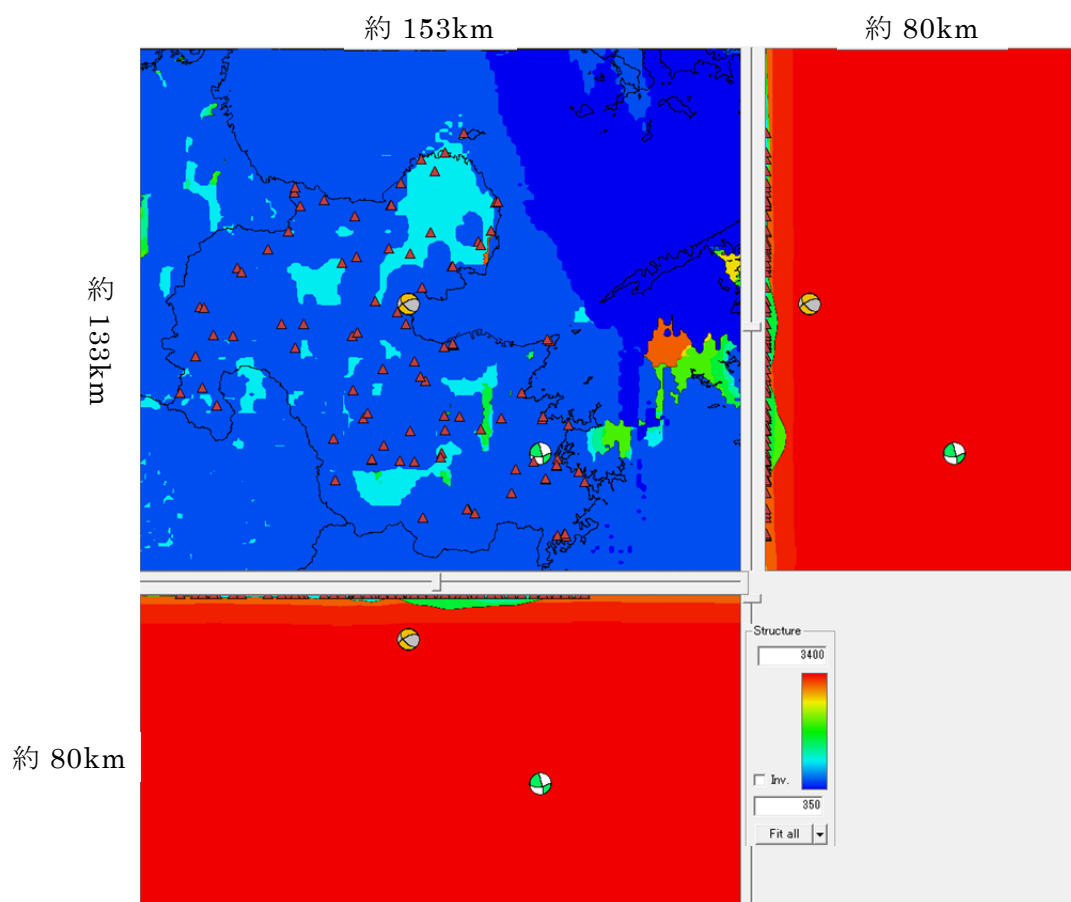 約 153km
約 80km
約 133km
約 80km
Structure
3400
Inv.
350
Fit all